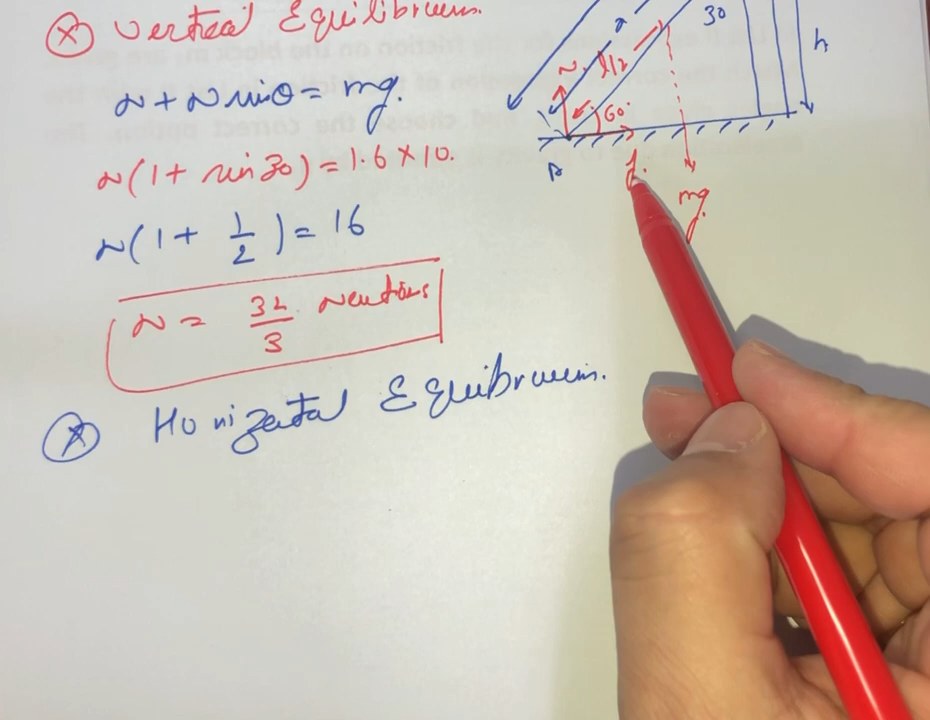 Vertical Equilibrium.
N + N sinθ = mg.
N(1 + sin 30) = 1.6 × 10.
N(1 + 1/2) = 16
N = 32/3 Newtons
Horizontal Equilibrium.
30
h
N
l/2
60°
A
f.
mg